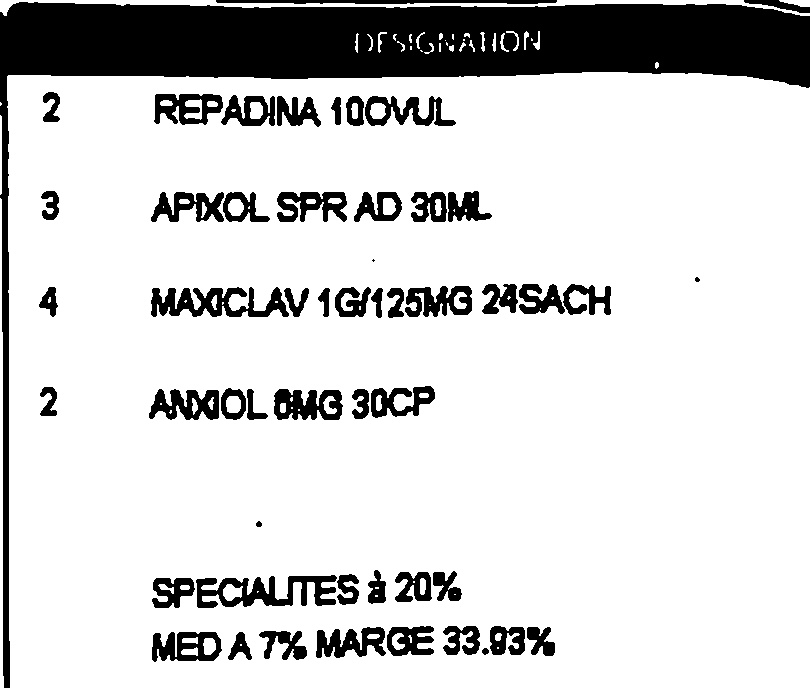 DESIGNATION
2 REPADINA 10OVUL
3 APIXOL SPR AD 30ML
4 MAXICLAV 1G/125MG 24SACH
2 ANXIOL 6MG 30CP
SPECIALITES à 20%
MED A 7% MARGE 33.93%